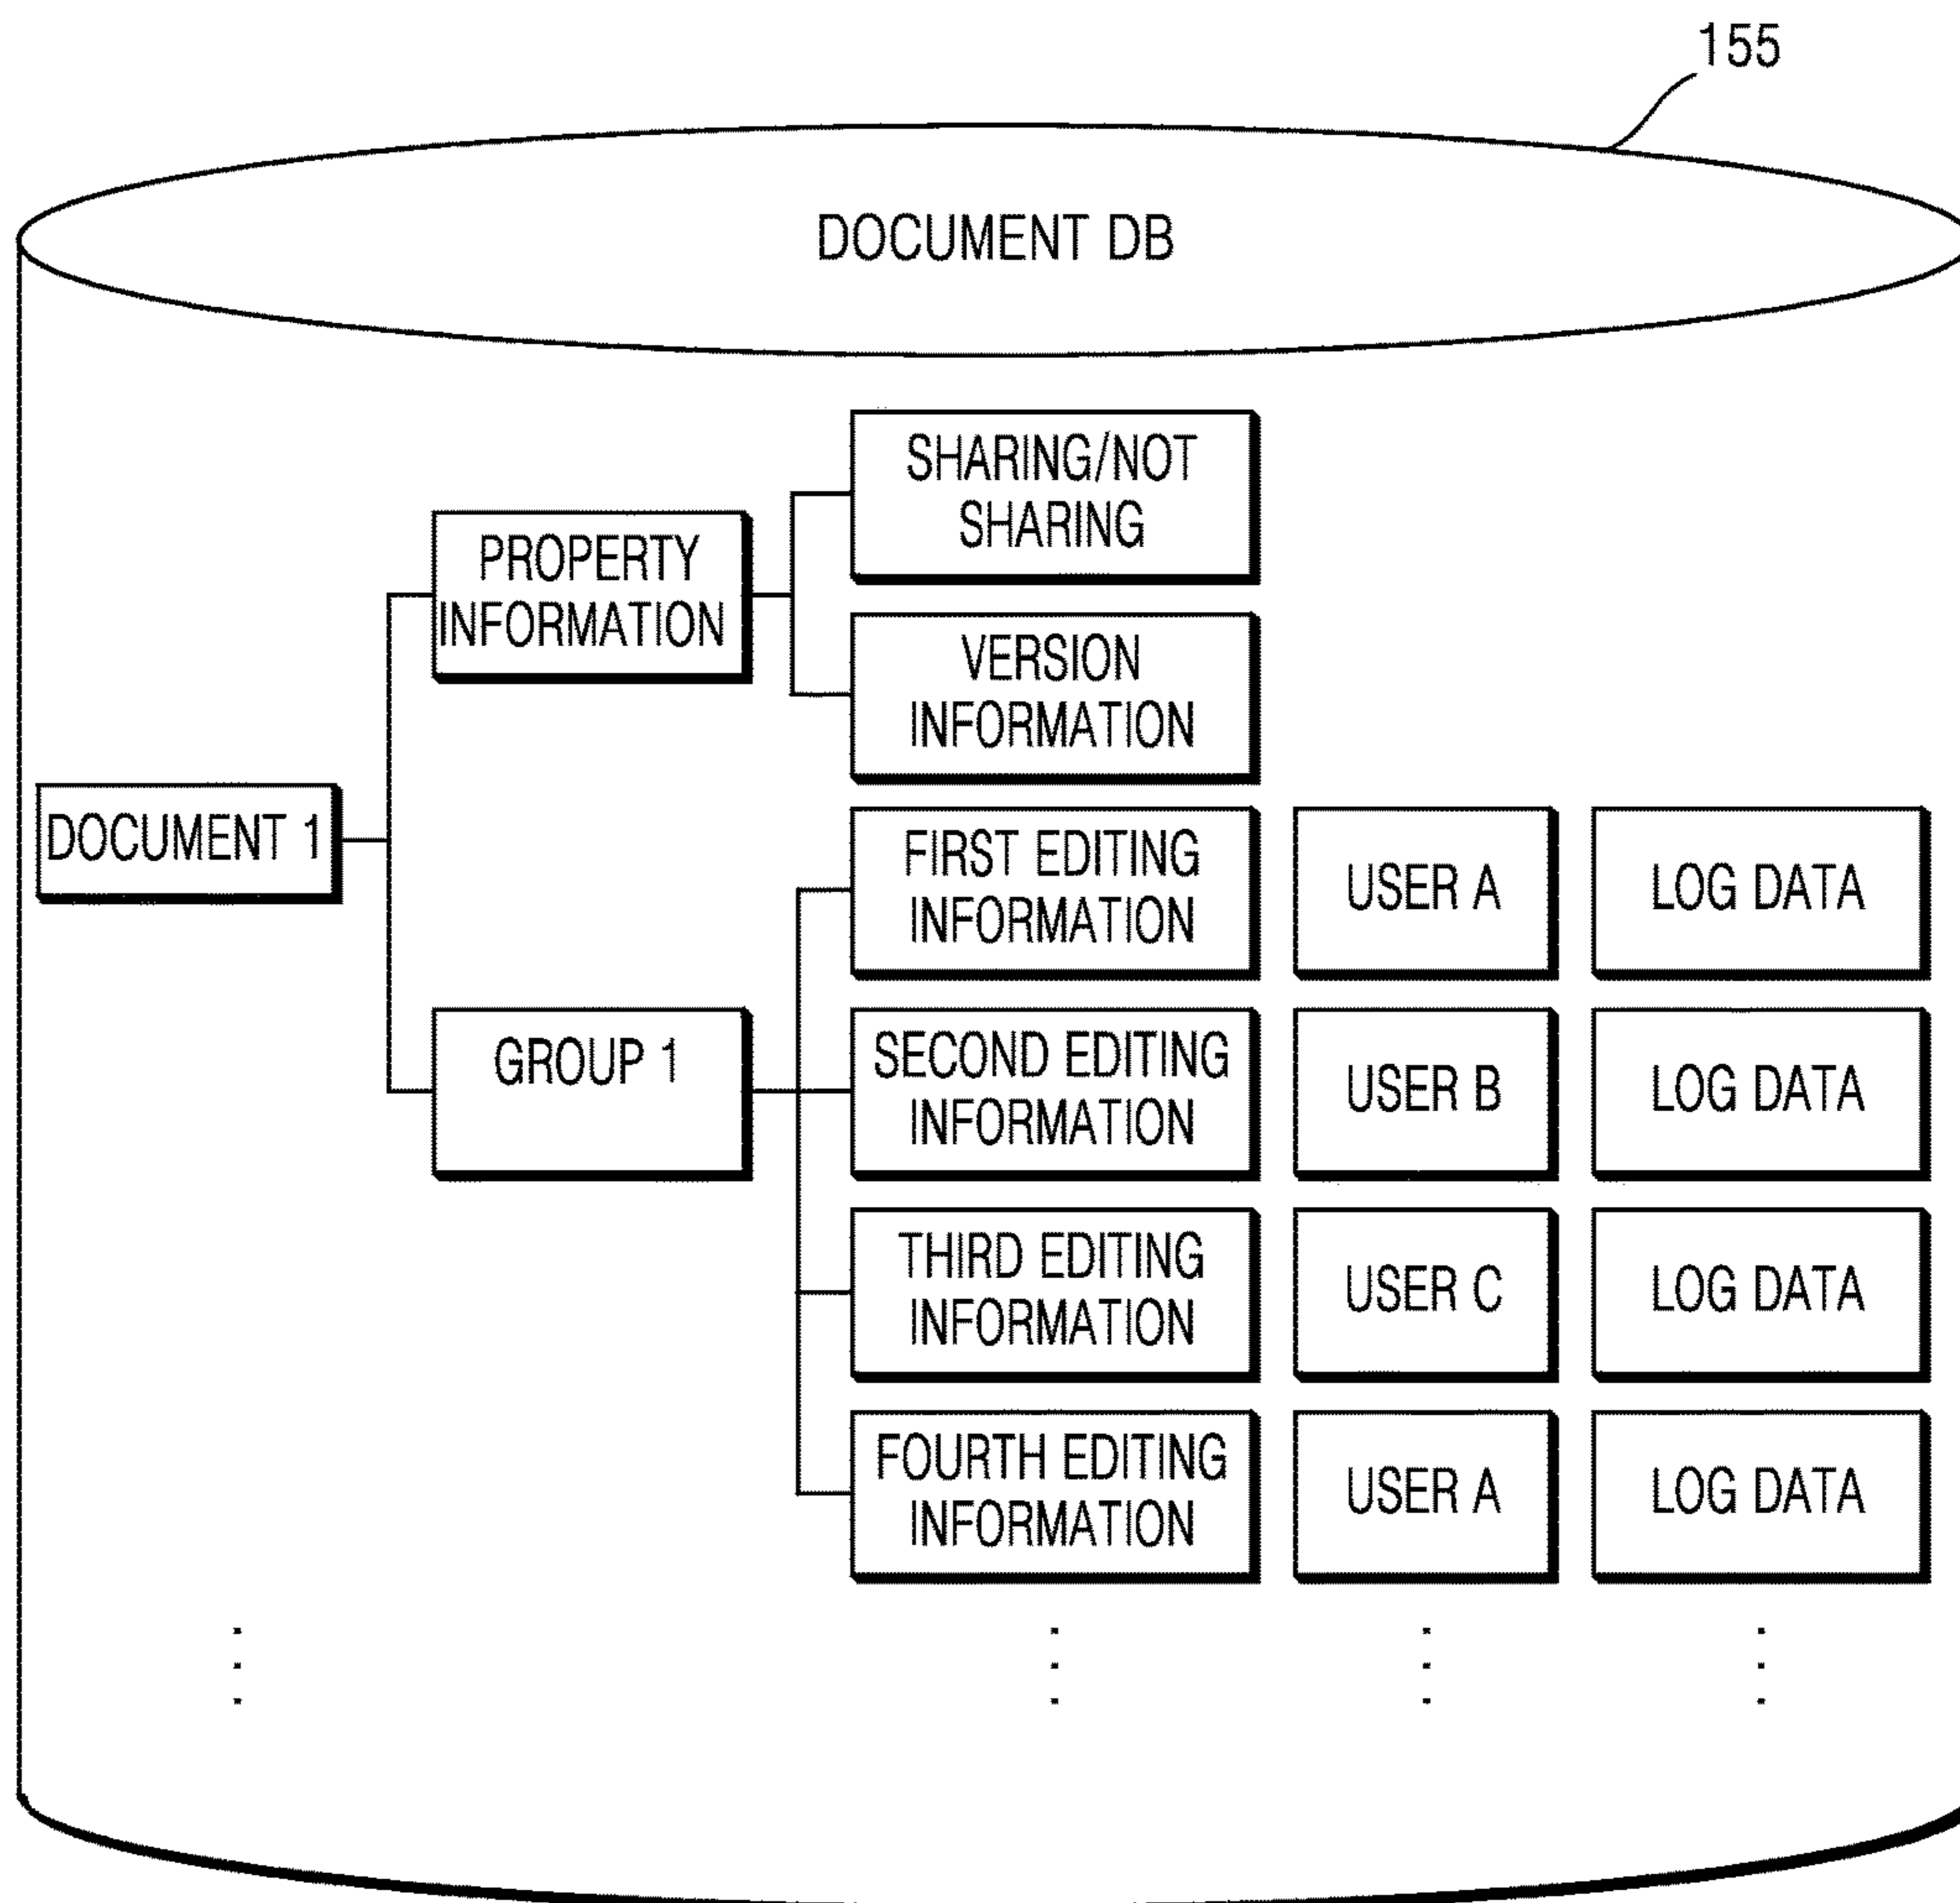 155
DOCUMENT DB
SHARING/NOT
SHARING
PROPERTY
INFORMATION
VERSION
INFORMATION
DOCUMENT 1
FIRST EDITING
INFORMATION
USER A
LOG DATA
GROUP 1
SECOND EDITING
INFORMATION
USER B
LOG DATA
THIRD EDITING
INFORMATION
USER C
LOG DATA
FOURTH EDITING
INFORMATION
USER A
LOG DATA